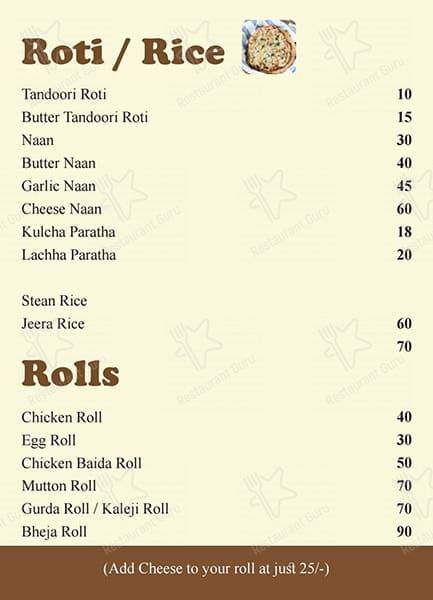 Roti / Rice
Tandoori Roti 10
Butter Tandoori Roti 15
Naan 30
Butter Naan 40
Garlic Naan 45
Cheese Naan 60
Kulcha Paratha 18
Lachha Paratha 20
Stean Rice
Jeera Rice 60
70
Rolls
Chicken Roll 40
Egg Roll 30
Chicken Baida Roll 50
Mutton Roll 70
Gurda Roll / Kaleji Roll 70
Bheja Roll 90
(Add Cheese to your roll at just 25/-)
Restaurant Guru